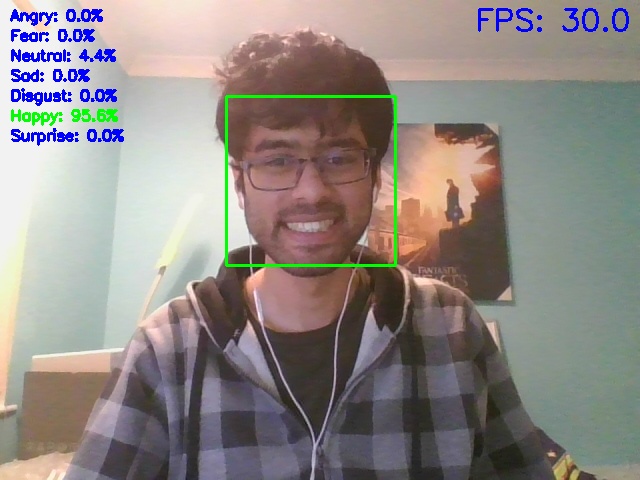 Angry: 0.0%
FPS: 30.0
Fear: 0.0%
Neutral: 4.4%
Sad: 0.0%
Disgust: 0.0%
Happy: 95.6%
Surprise: 0.0%
FANTASTIC